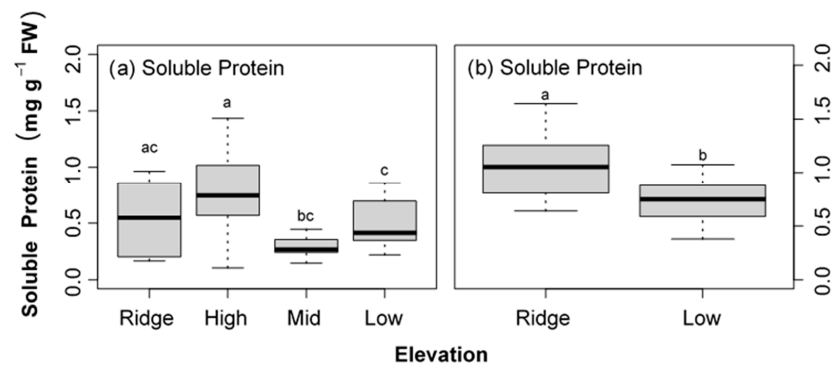 Soluble Protein (mg g⁻¹ FW)
0.0 0.5 1.0 1.5 2.0
(a) Soluble Protein
ac
a
bc
c
Ridge High Mid Low
(b) Soluble Protein
a
b
Ridge Low
0.0 0.5 1.0 1.5 2.0
Elevation